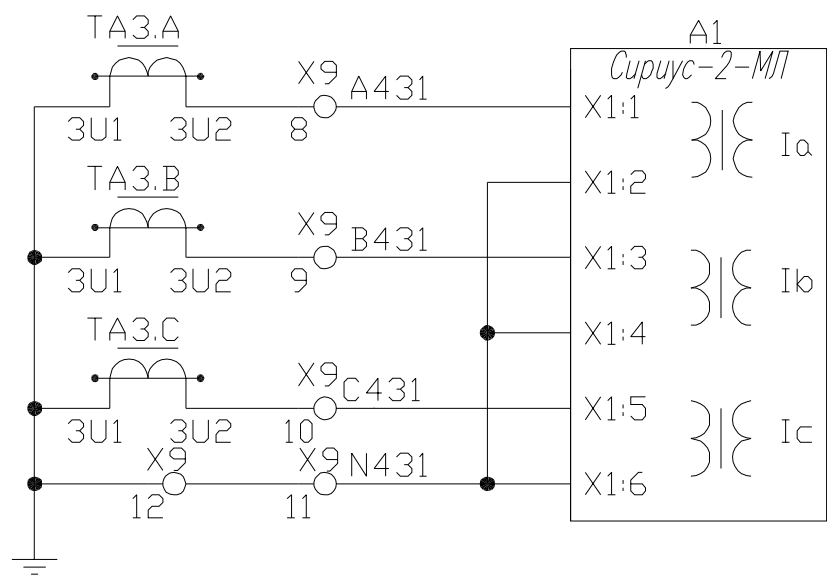 TA3.A
A1
Сириус-2-МЛ
X9
A431
X1:1
3U1
3U2
8
Ia
TA3.B
X1:2
X9
B431
X1:3
3U1
3U2
9
Ib
TA3.C
X1:4
X9
C431
X1:5
3U1
3U2
10
Ic
X9
X9
N431
X1:6
12
11